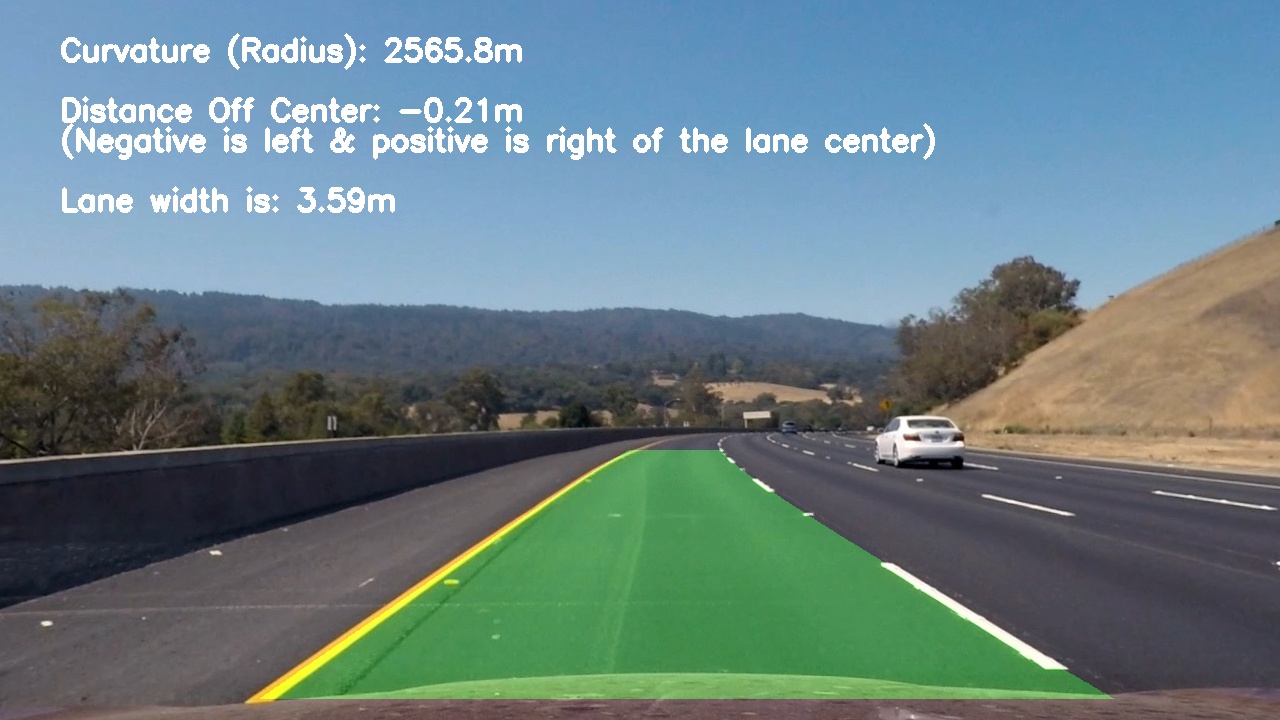 Curvature (Radius): 2565.8m
Distance Off Center: -0.21m
(Negative is left & positive is right of the lane center)
Lane width is: 3.59m